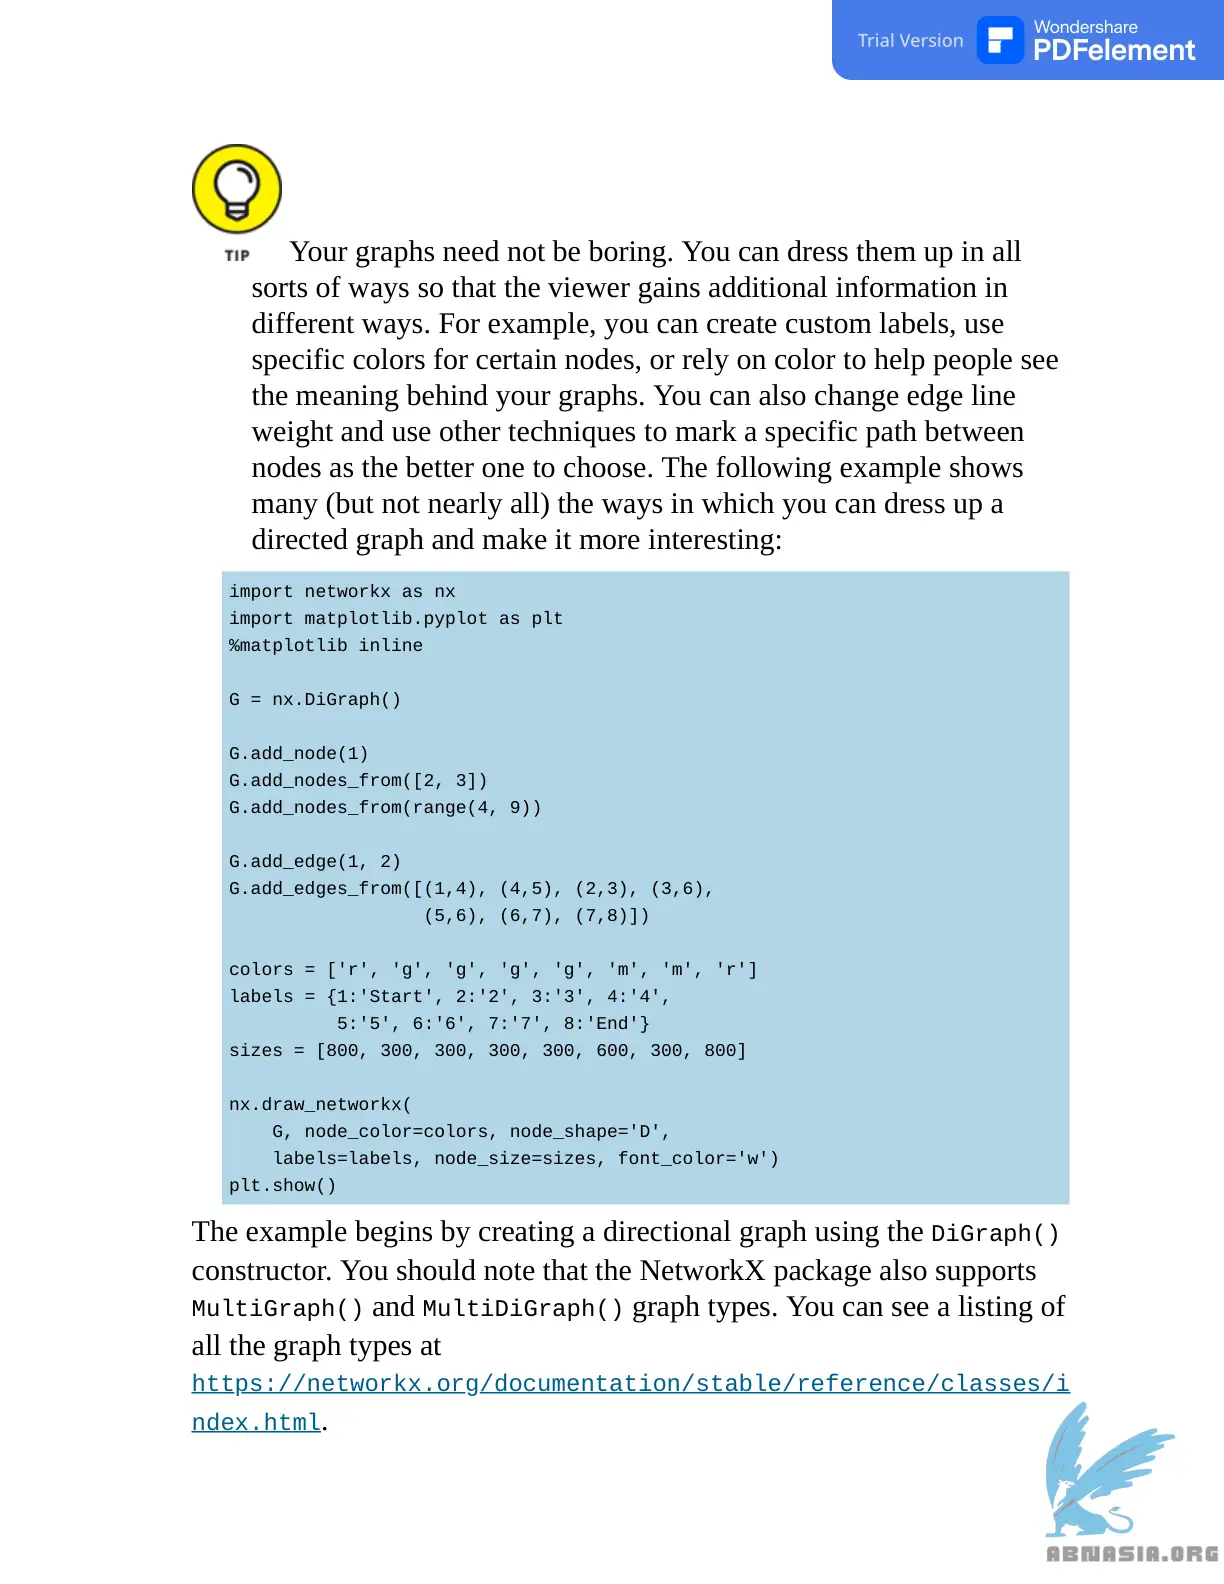 Trial Version
Wondershare
PDFelement
TIP
Your graphs need not be boring. You can dress them up in all
sorts of ways so that the viewer gains additional information in
different ways. For example, you can create custom labels, use
specific colors for certain nodes, or rely on color to help people see
the meaning behind your graphs. You can also change edge line
weight and use other techniques to mark a specific path between
nodes as the better one to choose. The following example shows
many (but not nearly all) the ways in which you can dress up a
directed graph and make it more interesting:
import networkx as nx
import matplotlib.pyplot as plt
%matplotlib inline
G = nx.DiGraph()
G.add_node(1)
G.add_nodes_from([2, 3])
G.add_nodes_from(range(4, 9))
G.add_edge(1, 2)
G.add_edges_from([(1,4), (4,5), (2,3), (3,6),
                  (5,6), (6,7), (7,8)])
colors = ['r', 'g', 'g', 'g', 'g', 'm', 'm', 'r']
labels = {1:'Start', 2:'2', 3:'3', 4:'4',
          5:'5', 6:'6', 7:'7', 8:'End'}
sizes = [800, 300, 300, 300, 300, 600, 300, 800]
nx.draw_networkx(
    G, node_color=colors, node_shape='D',
    labels=labels, node_size=sizes, font_color='w')
plt.show()
The example begins by creating a directional graph using the DiGraph()
constructor. You should note that the NetworkX package also supports
MultiGraph() and MultiDiGraph() graph types. You can see a listing of
all the graph types at
https://networkx.org/documentation/stable/reference/classes/i
ndex.html.
ABNASIA.ORG